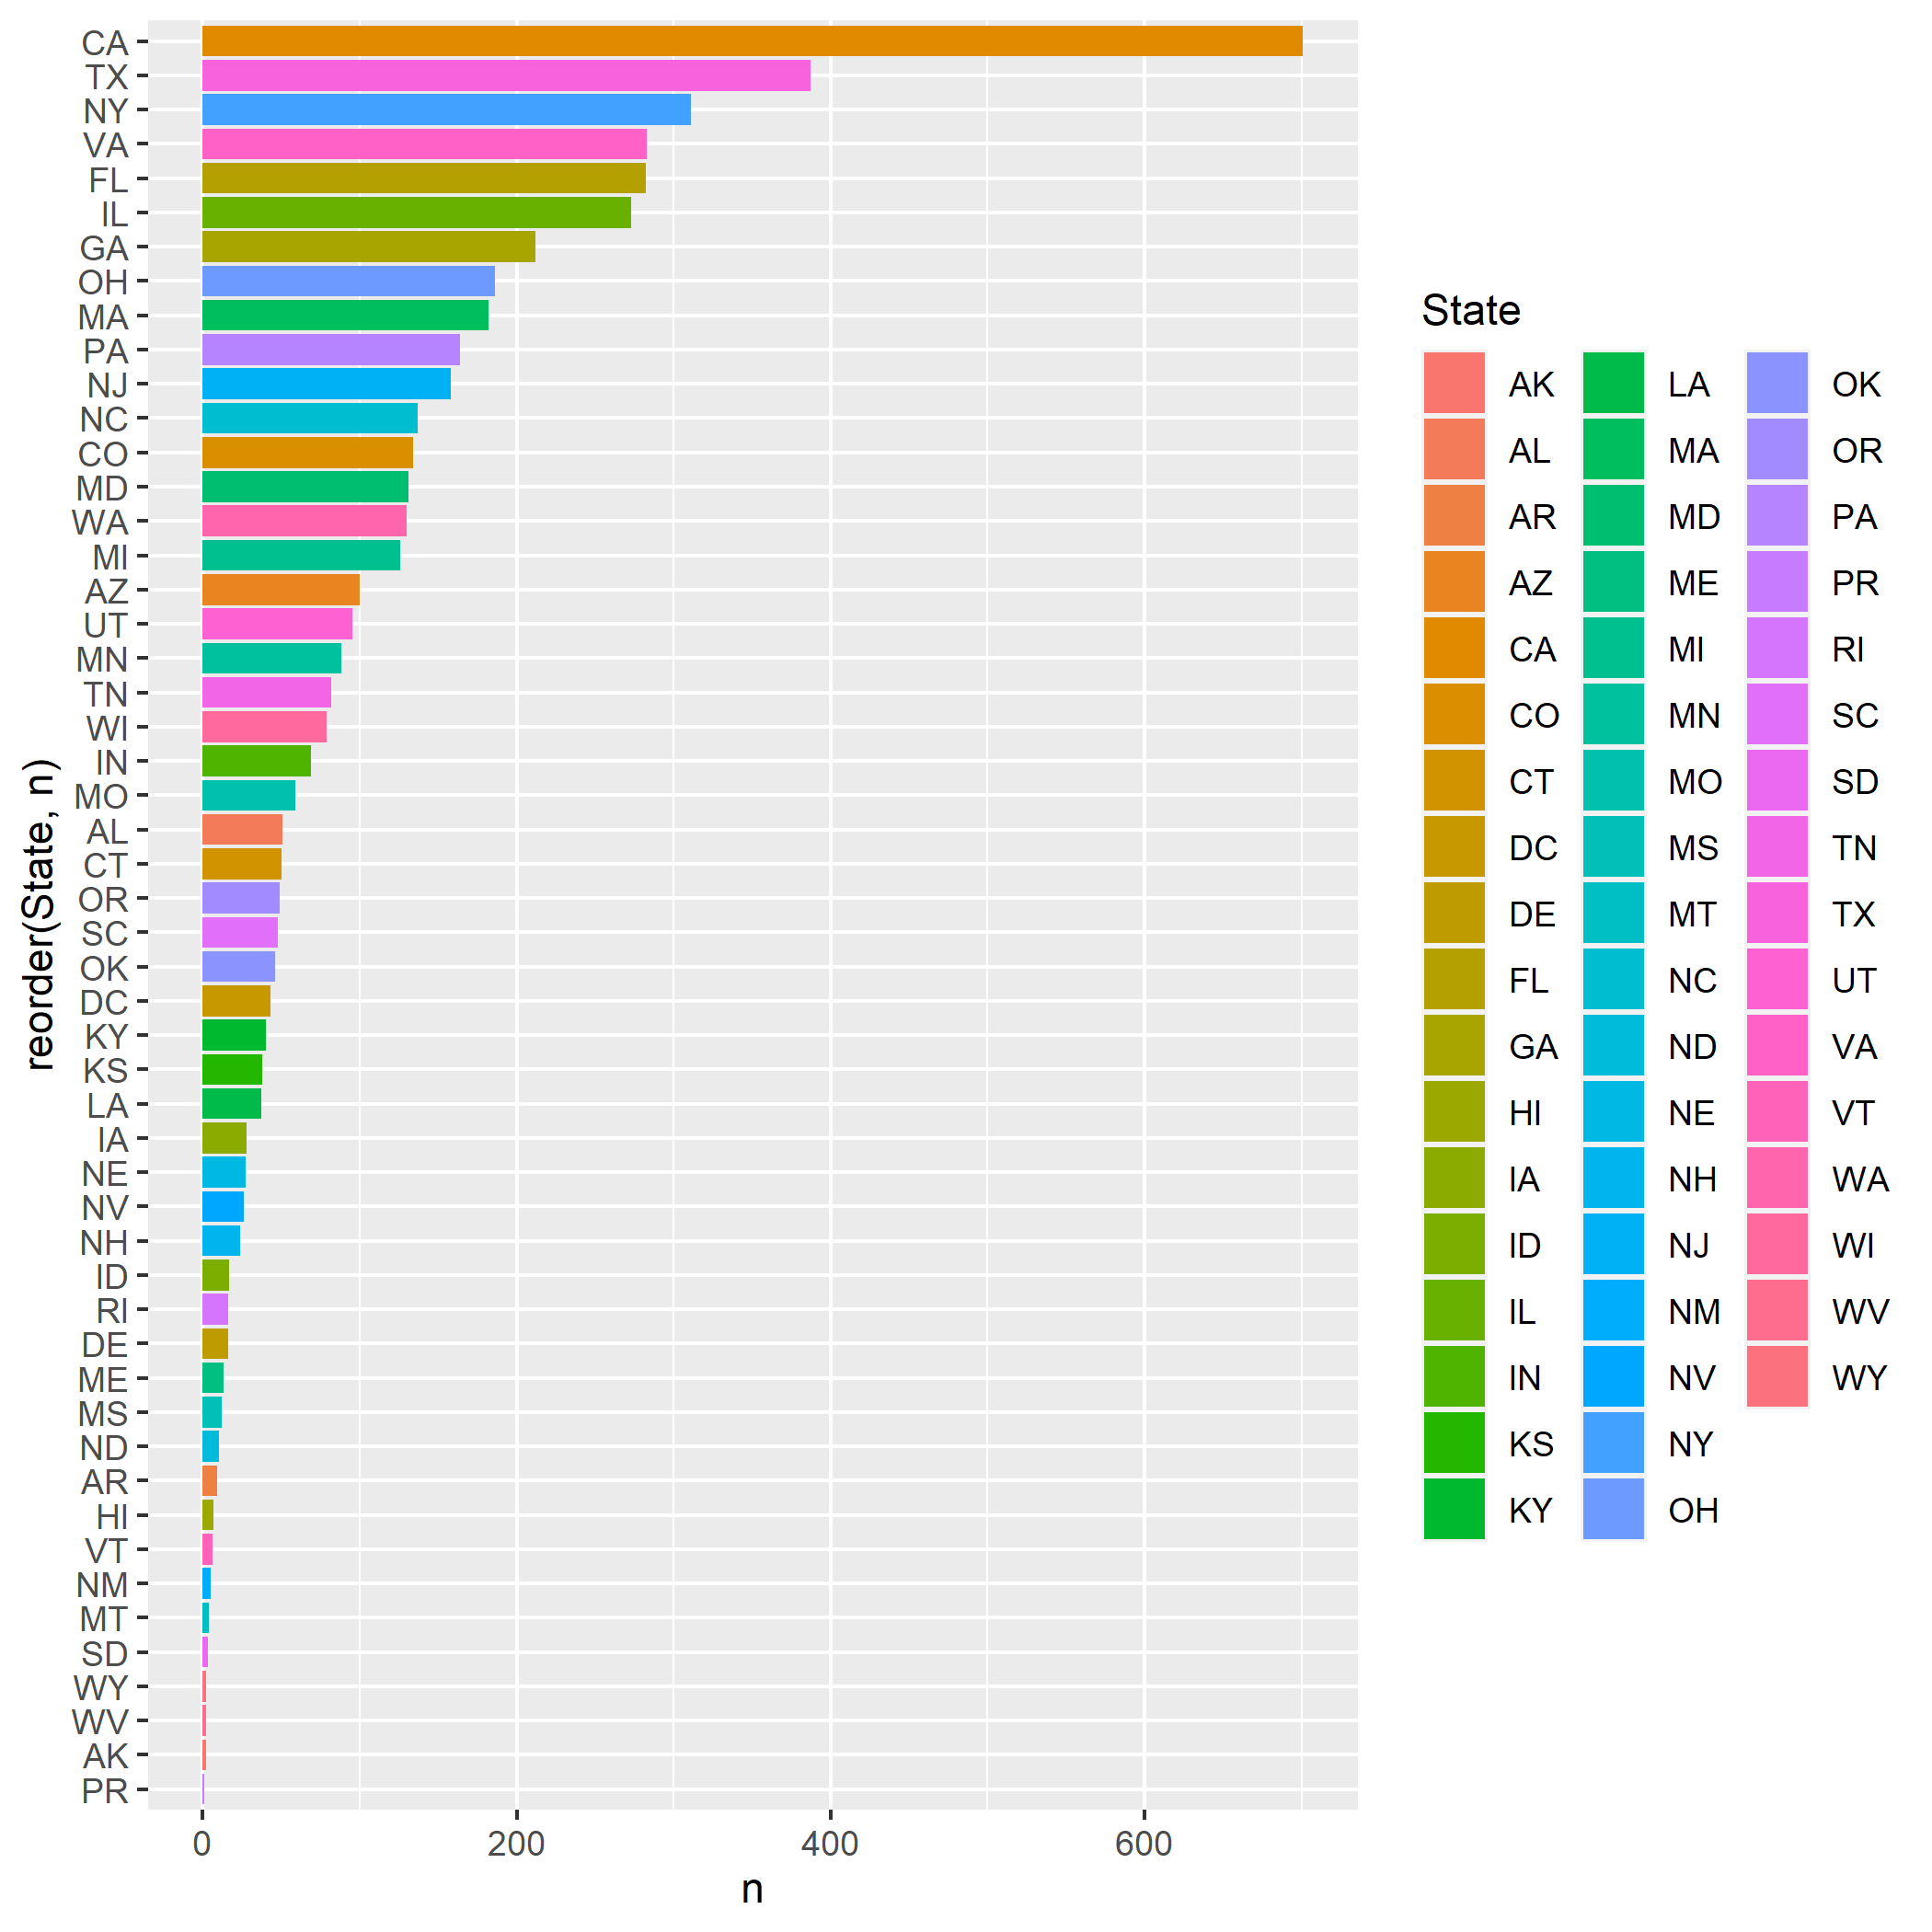 CA
TX
NY
VA
FL
IL
GA
OH
MA
PA
NJ
NC
CO
MD
WA
MI
AZ
UT
MN
TN
WI
IN
MO
AL
CT
OR
SC
OK
DC
KY
KS
LA
IA
NE
NV
NH
ID
RI
DE
ME
MS
ND
AR
HI
VT
NM
MT
SD
WY
WV
AK
PR
reorder(State, n)
0 200 400 600
n
State
AK LA OK
AL MA OR
AR MD PA
AZ ME PR
CA MI RI
CO MN SC
CT MO SD
DC MS TN
DE MT TX
FL NC UT
GA ND VA
HI NE VT
IA NH WA
ID NJ WI
IL NM WV
IN NV WY
KS NY
KY OH